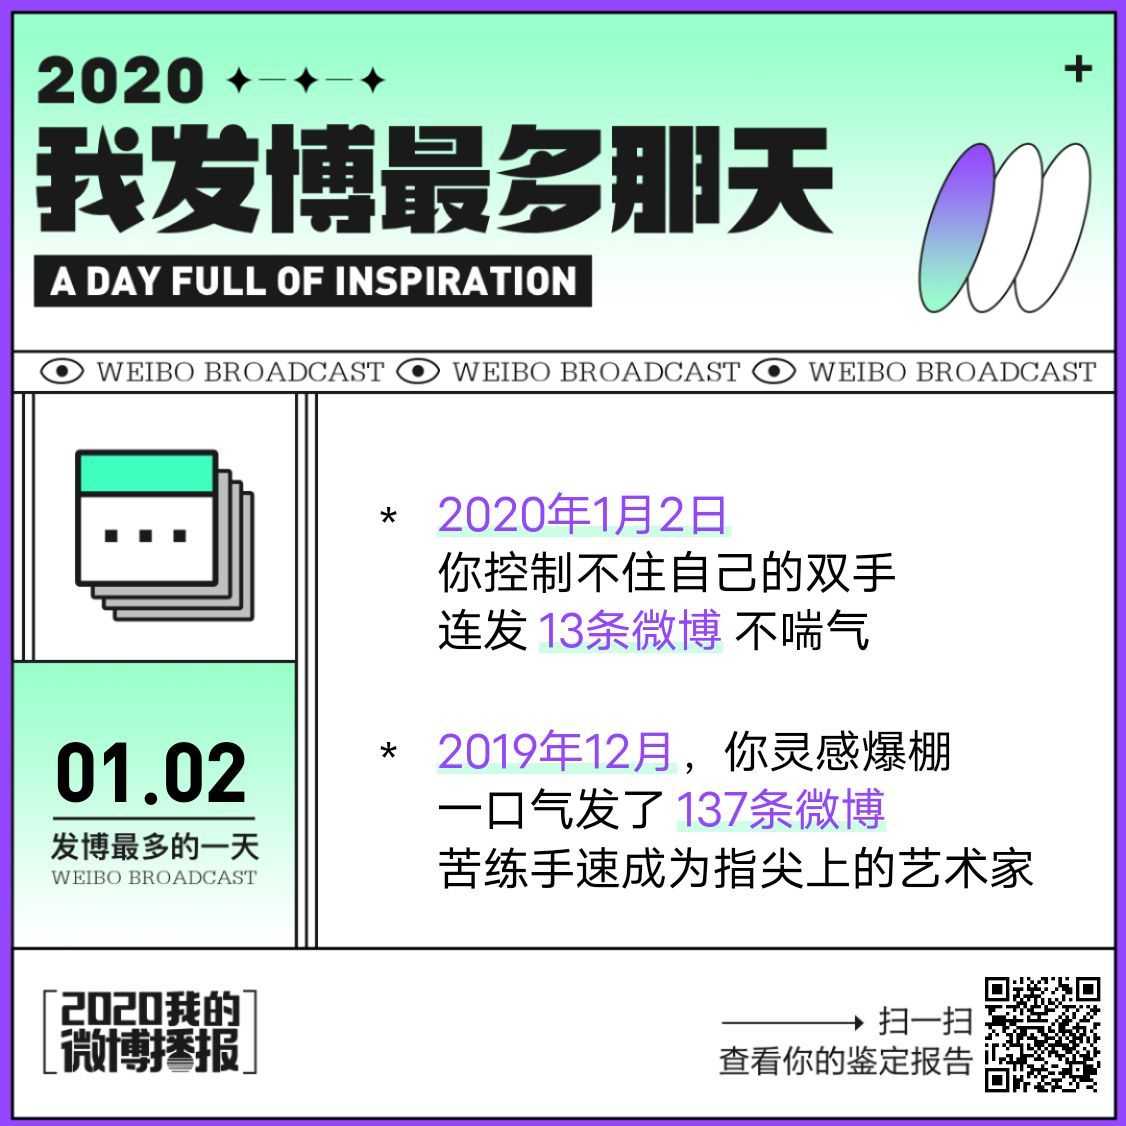 2020
我发博最多那天
A DAY FULL OF INSPIRATION
WEIBO BROADCAST WEIBO BROADCAST WEIBO BROADCAST
* 2020年1月2日
你控制不住自己的双手
连发 13条微博 不喘气
* 2019年12月，你灵感爆棚
一口气发了 137条微博
苦练手速成为指尖上的艺术家
01.02
发博最多的一天
WEIBO BROADCAST
2020我的
微博播报
扫一扫
查看你的鉴定报告